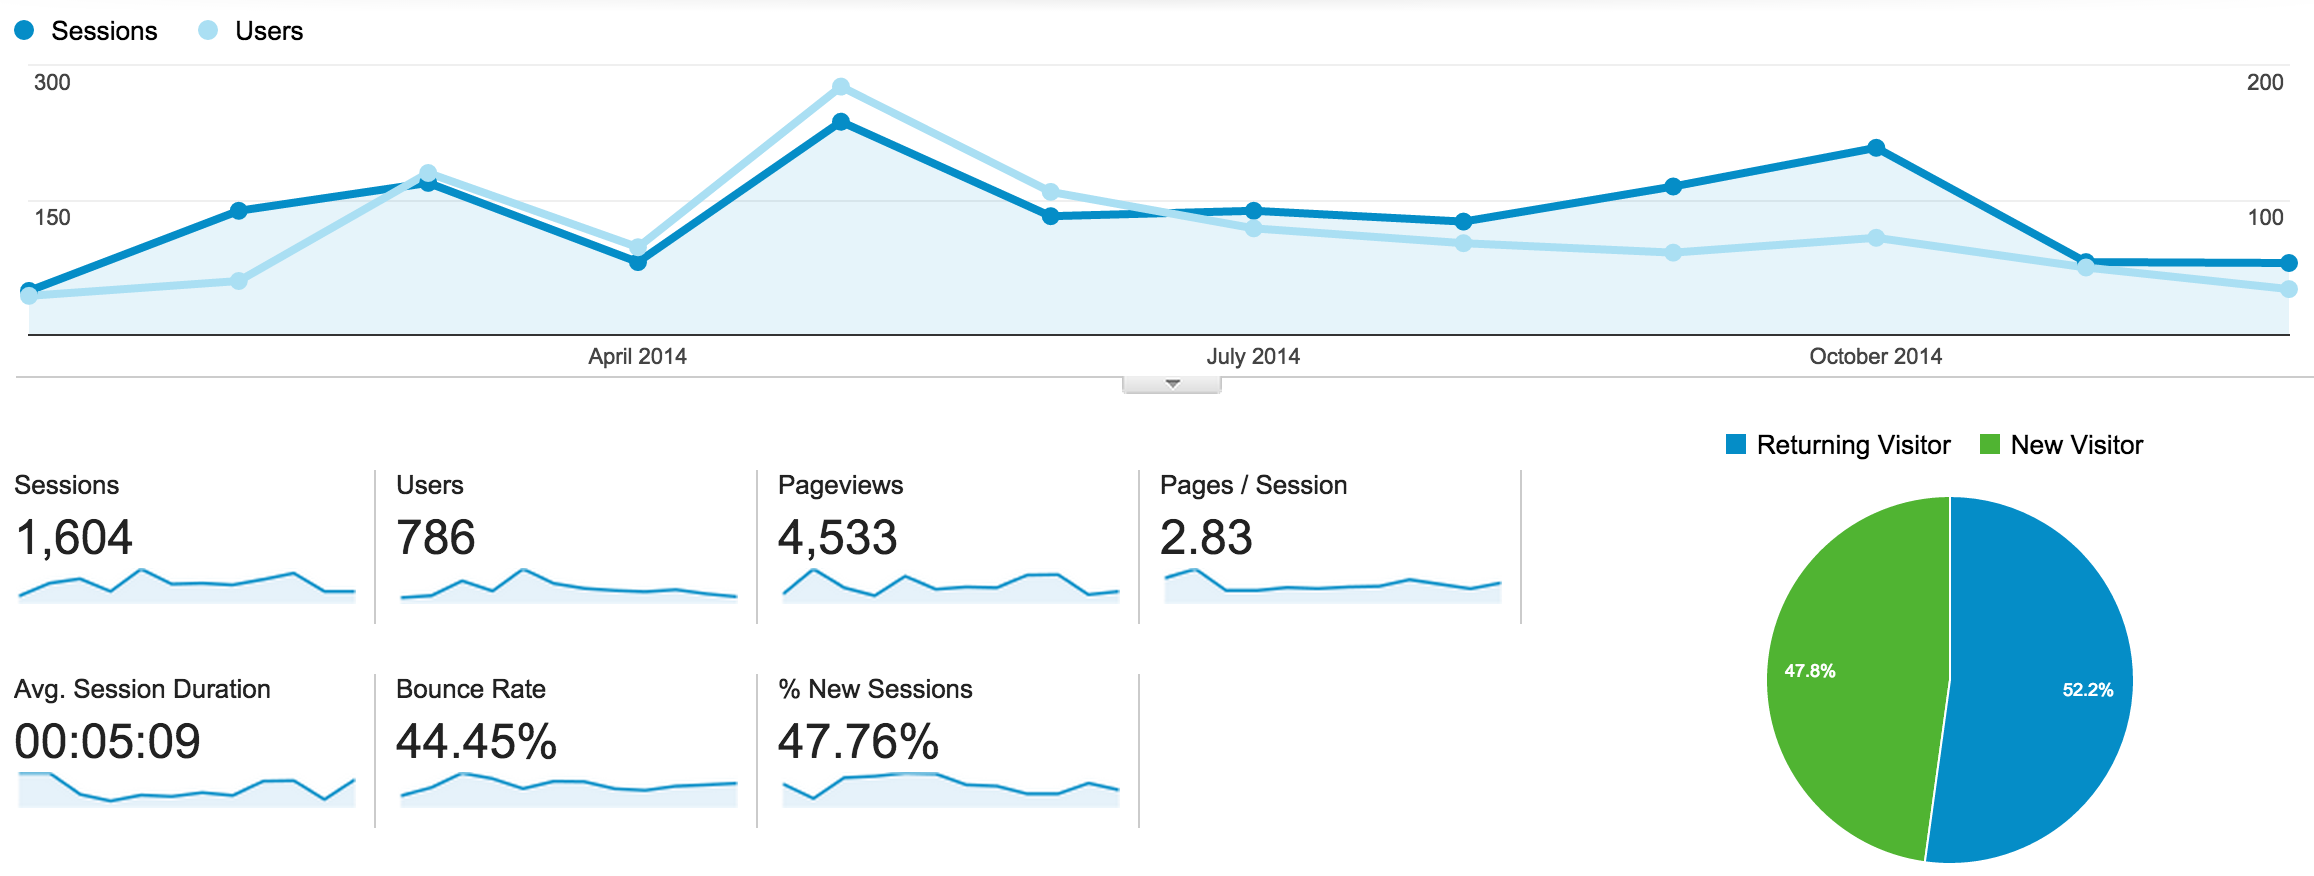 Sessions Users
300 200
150 100
April 2014 July 2014 October 2014
Returning Visitor New Visitor
Sessions Users Pageviews Pages / Session
1,604 786 4,533 2.83
47.8% 52.2%
Avg. Session Duration Bounce Rate % New Sessions
00:05:09 44.45% 47.76%